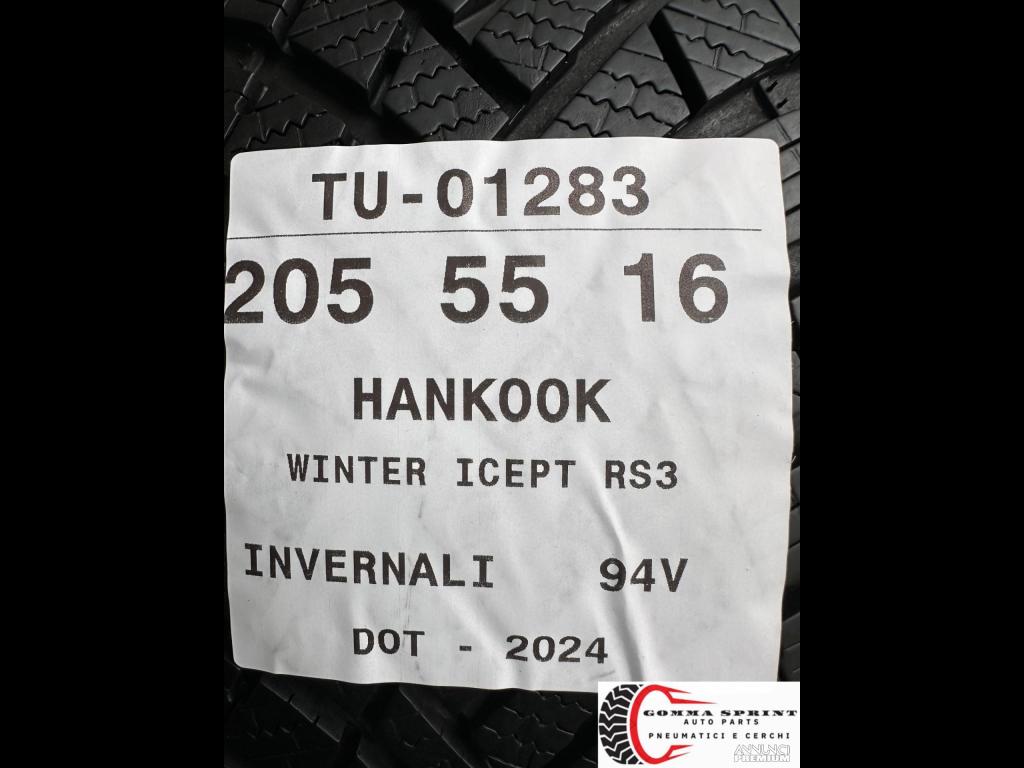 TU-01283
205 55 16
HANKOOK
WINTER ICEPT RS3
INVERNALI 94V
DOT - 2024
GOMMA SPRINT
AUTO PARTS
PNEUMATICI E CERCHI
ANNUNCI
PREMIUM